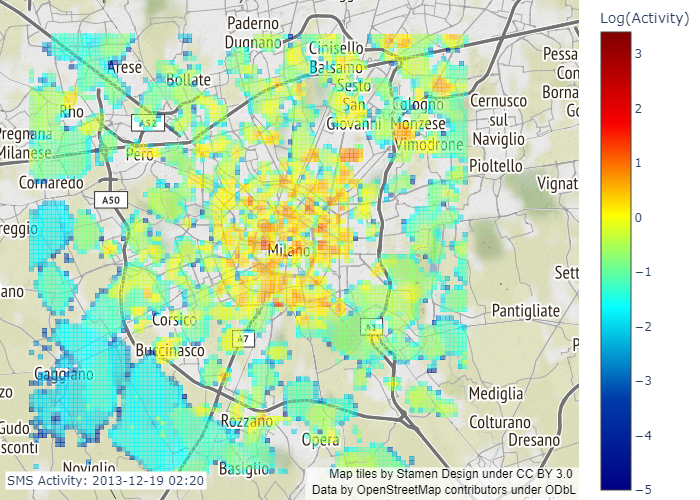 Log(Activity)
3
2
1
0
−1
−2
−3
−4
−5
Paderno
Dugnano
Cinisello
Balsamo
Arese
Bollate
Sesto
San
Giovanni
Cologno
Monzese
Cernusco
sul
Naviglio
Pessa
Con
Borna
Go
Rho
A52
Pregnana
Milanese
Pero
Vimodrone
Pioltello
Cornaredo
A50
Vignat
reggio
Milano
Sett
ano
Corsico
A7
A1
Pantigliate
Buccinasco
P
Gaggiano
zo
Mediglia
Gudo
sconti
Rozzano
Opera
Colturano
Dresano
Noviglio
Basiglio
SMS Activity: 2013-12-19 02:20
Map tiles by Stamen Design under CC BY 3.0
Data by OpenStreetMap contributors under ODbL